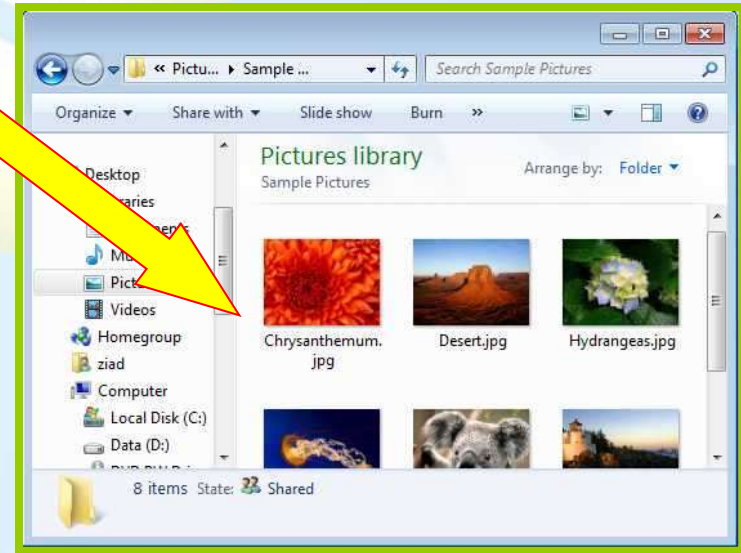 « Pictu... ▸ Sample ... Search Sample Pictures
Organize Share with Slide show Burn »
Pictures library
Sample Pictures
Arrange by: Folder
Desktop
Videos
Homegroup
ziad
Computer
Local Disk (C:)
Data (D:)
Chrysanthemum.
jpg
Desert.jpg
Hydrangeas.jpg
8 items State: Shared